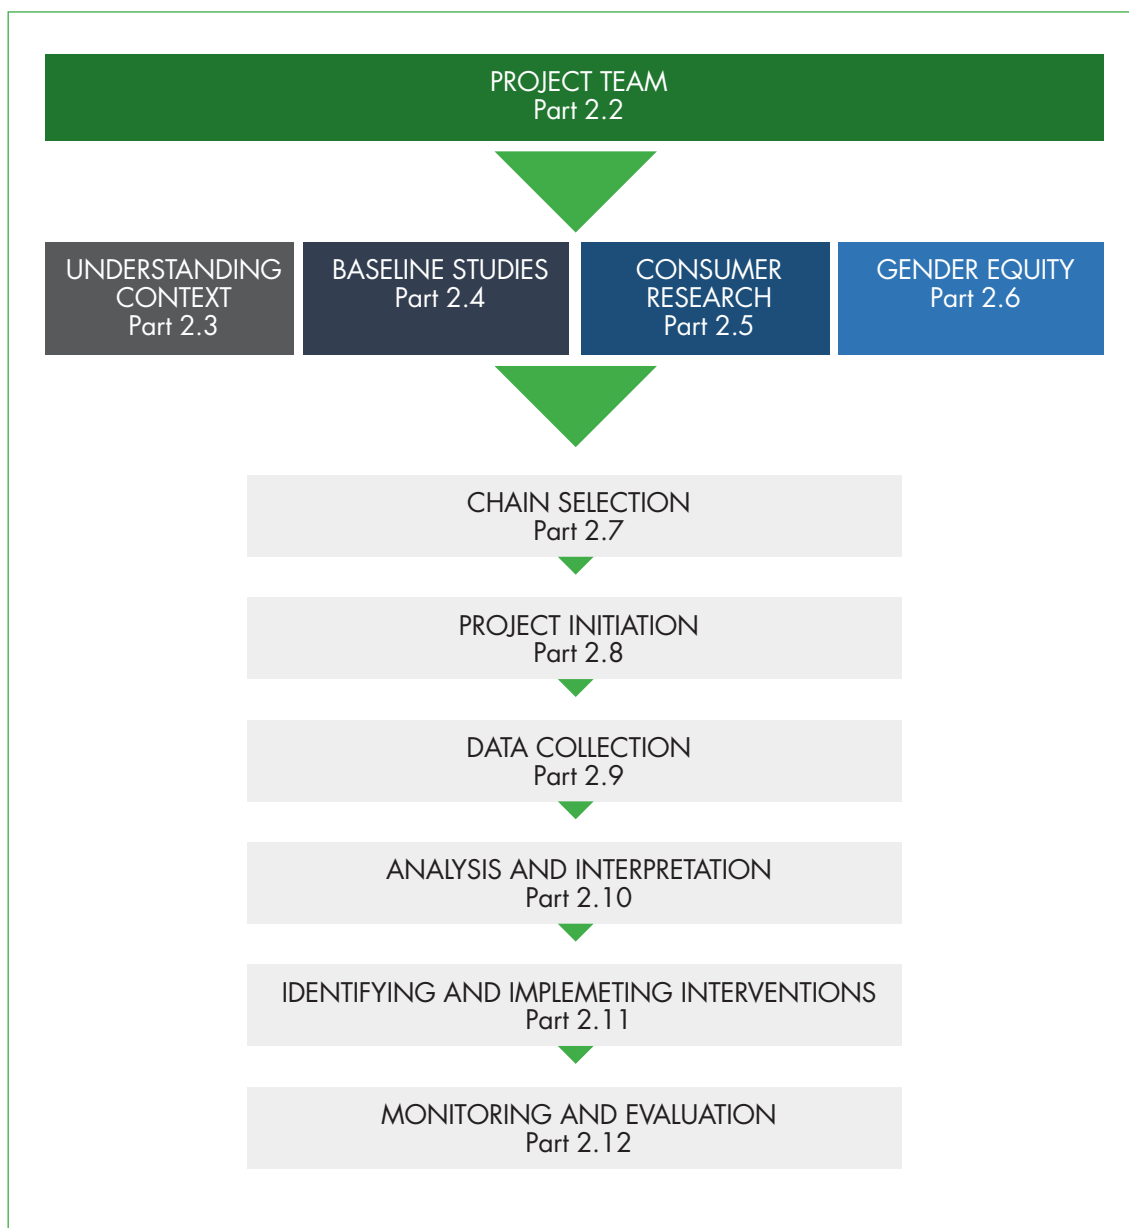 PROJECT TEAM
Part 2.2
UNDERSTANDING
CONTEXT
Part 2.3
BASELINE STUDIES
Part 2.4
CONSUMER
RESEARCH
Part 2.5
GENDER EQUITY
Part 2.6
CHAIN SELECTION
Part 2.7
PROJECT INITIATION
Part 2.8
DATA COLLECTION
Part 2.9
ANALYSIS AND INTERPRETATION
Part 2.10
IDENTIFYING AND IMPLEMETING INTERVENTIONS
Part 2.11
MONITORING AND EVALUATION
Part 2.12